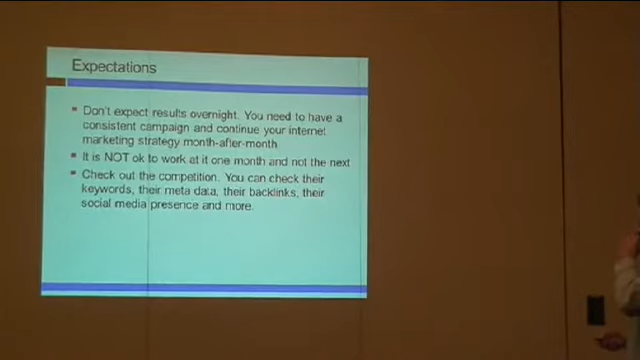 Expectations
Don't expect results overnight. You need to have a
consistent campaign and continue your internet
marketing strategy month-after-month
It is NOT ok to work at it one month and not the next
Check out the competition. You can check their
keywords, their meta data, their backlinks, their
social media presence and more.